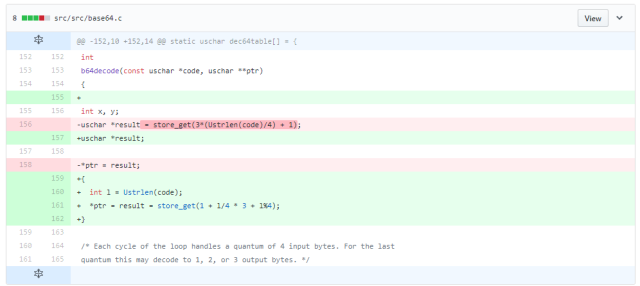 8 src/src/base64.c View
@@ -152,10 +152,14 @@ static uschar dec64table[] = {
152 152 int
153 153 b64decode(const uschar *code, uschar **ptr)
154 154 {
155 +
155 156 int x, y;
156 -uschar *result = store_get(3*(Ustrlen(code)/4) + 1);
157 +uschar *result;
157 158
158 -*ptr = result;
159 +{
160 + int l = Ustrlen(code);
161 + *ptr = result = store_get(1 + l/4 * 3 + l%4);
162 +}
159 163
160 164 /* Each cycle of the loop handles a quantum of 4 input bytes. For the last
161 165 quantum this may decode to 1, 2, or 3 output bytes. */